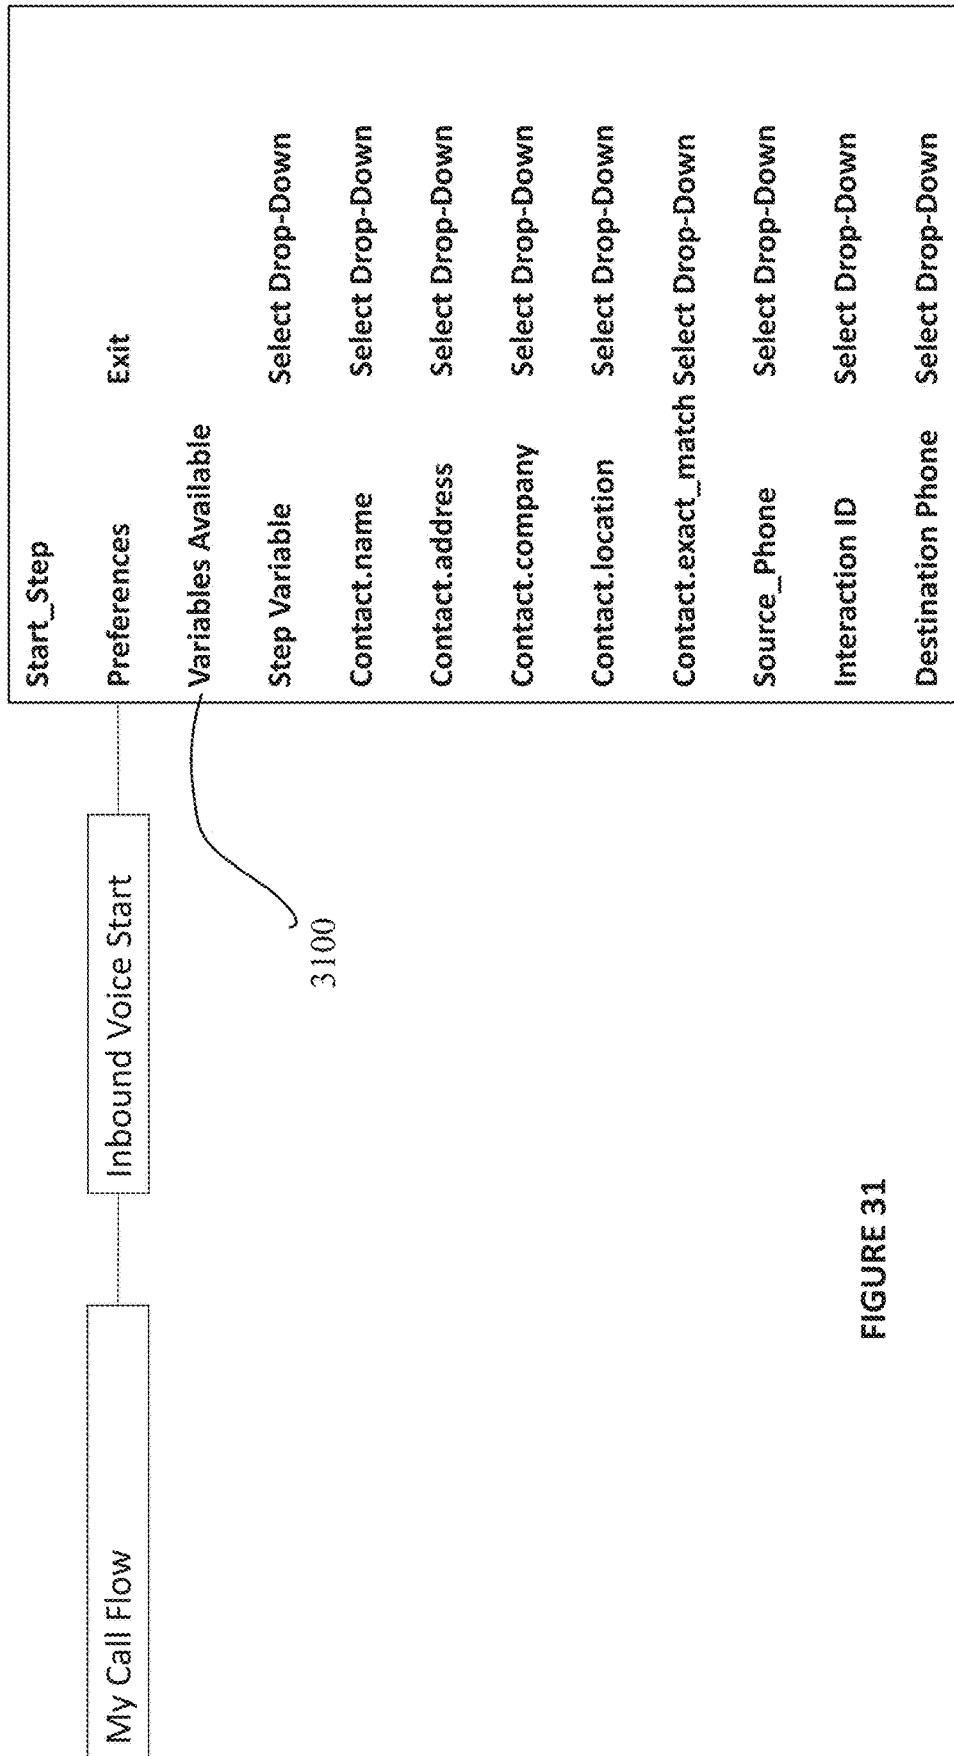 My Call Flow
Inbound Voice Start
Start_Step
Preferences Exit
Variables Available
Step Variable Select Drop-Down
Contact.name Select Drop-Down
Contact.address Select Drop-Down
Contact.company Select Drop-Down
Contact.location Select Drop-Down
Contact.exact_match Select Drop-Down
Source_Phone Select Drop-Down
Interaction ID Select Drop-Down
Destination Phone Select Drop-Down
3100
FIGURE 31